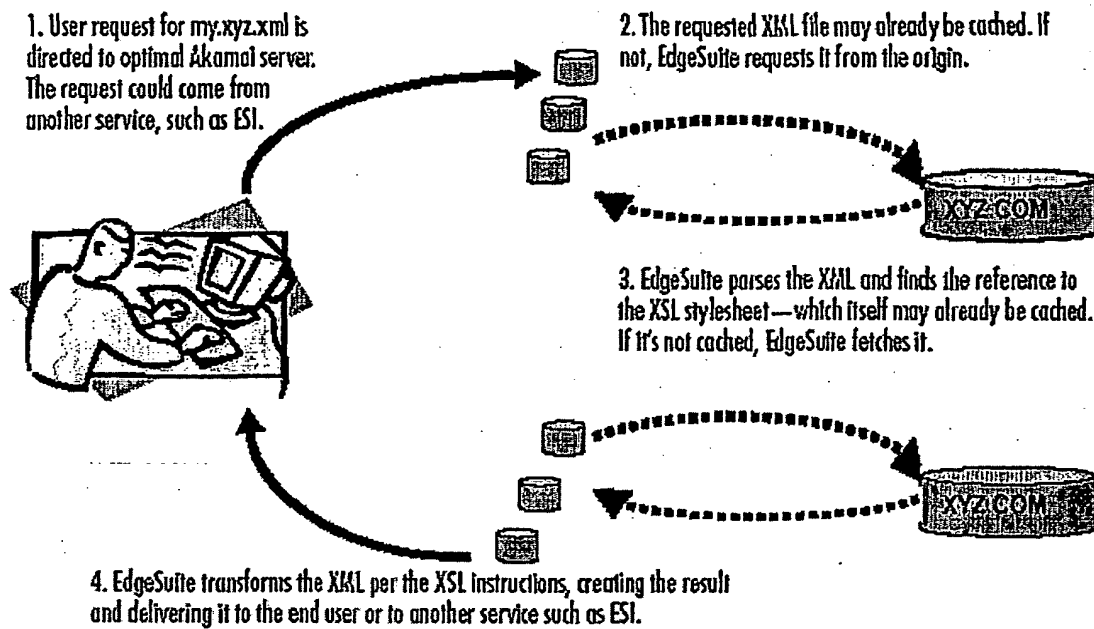 1. User request for my.xyz.xml is
directed to optimal Akamai server.
The request could come from
another service, such as ESI.
2. The requested XML file may already be cached. If
not, EdgeSuite requests it from the origin.
XYZ.COM
3. EdgeSuite parses the XML and finds the reference to
the XSL stylesheet—which itself may already be cached.
If it's not cached, EdgeSuite fetches it.
XYZ.COM
4. EdgeSuite transforms the XML per the XSL instructions, creating the result
and delivering it to the end user or to another service such as ESI.